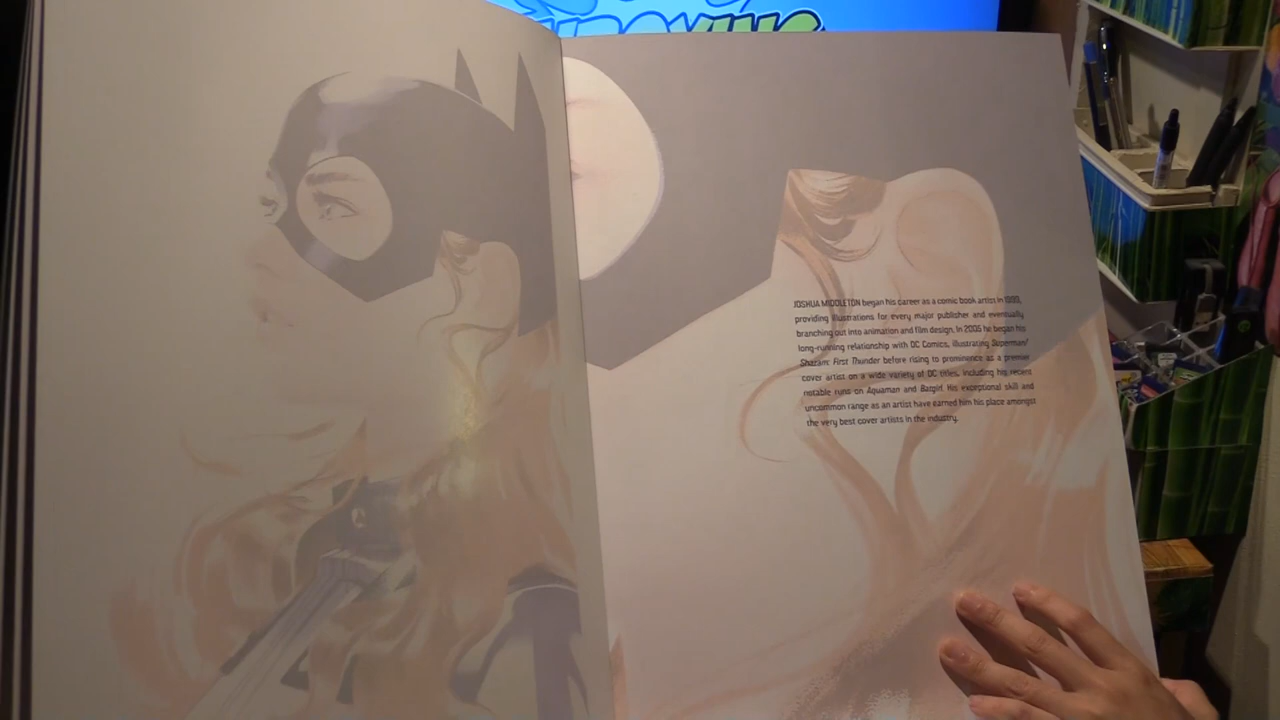 JOSHUA MIDDLETON began his career as a comic book artist in 1999,
providing illustrations for every major publisher and eventually
branching out into animation and film design. In 2005 he began his
long-running relationship with DC Comics, illustrating Superman/
Shazam: First Thunder before rising to prominence as a premier
cover artist on a wide variety of DC titles, including his recent
notable runs on Aquaman and Batgirl. His exceptional skill and
uncommon range as an artist have earned him his place amongst
the very best cover artists in the industry.